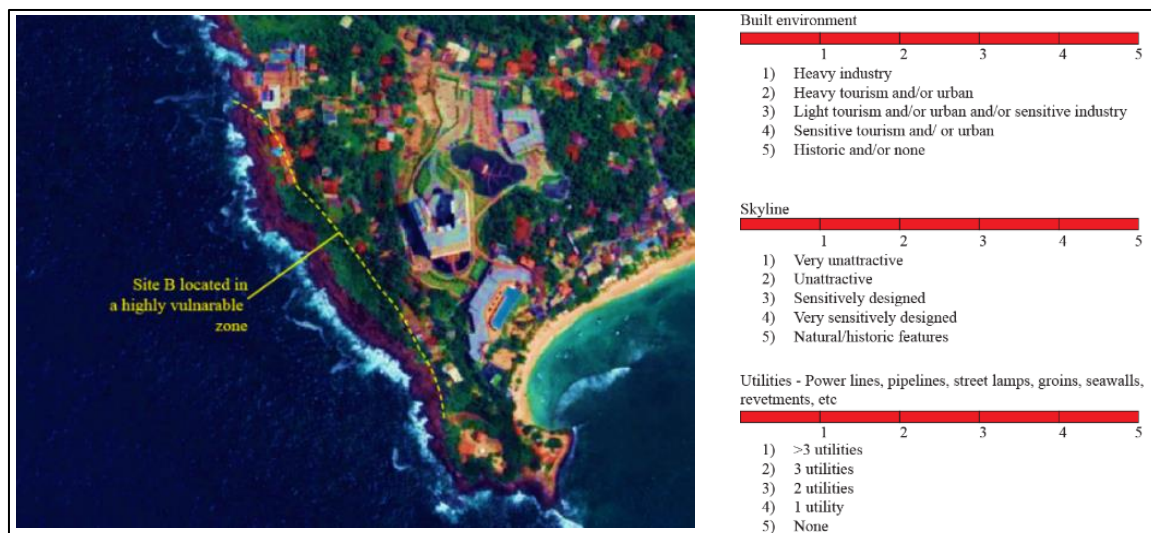 Site B located in
a highly vulnarable
zone
Built environment
1 2 3 4 5
1) Heavy industry
2) Heavy tourism and/or urban
3) Light tourism and/or urban and/or sensitive industry
4) Sensitive tourism and/ or urban
5) Historic and/or none
Skyline
1 2 3 4 5
1) Very unattractive
2) Unattractive
3) Sensitively designed
4) Very sensitively designed
5) Natural/historic features
Utilities - Power lines, pipelines, street lamps, groins, seawalls,
revetments, etc
1 2 3 4 5
1) >3 utilities
2) 3 utilities
3) 2 utilities
4) 1 utility
5) None